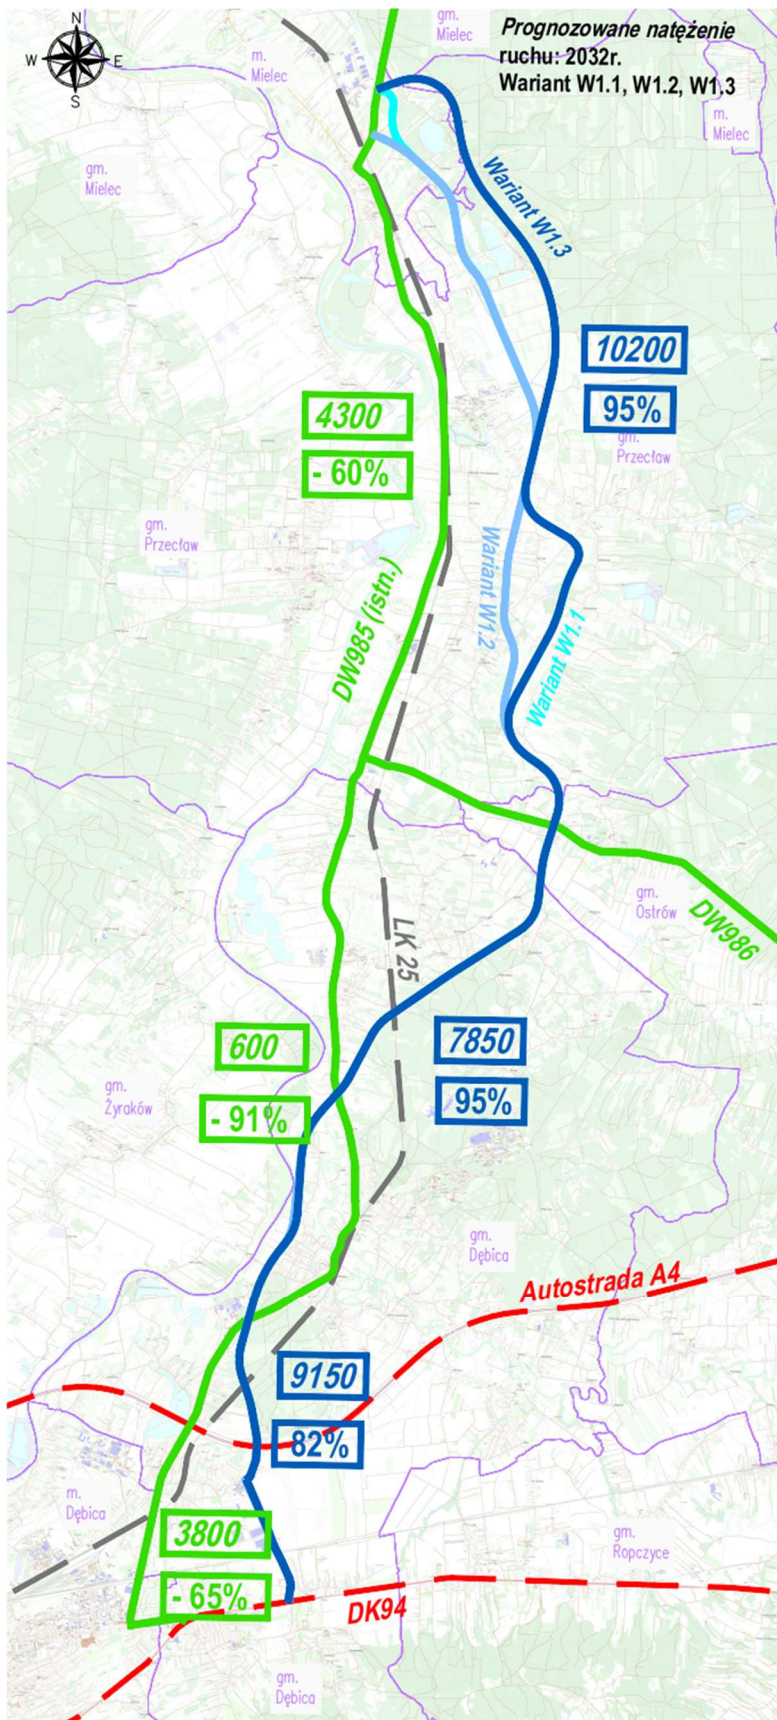 N
W
E
S
gm.
Mielec
Prognozowane natężenie
ruchu: 2032r.
Wariant W1.1, W1.2, W1.3
m.
Mielec
m.
Mielec
gm.
Mielec
Wariant W1.3
10200
95%
4300
- 60%
gm.
Przecław
gm.
Przecław
Wariant W1.2
DW985 (istn.)
Wariant W1.1
gm.
Ostrów
DW986
LK 25
600
- 91%
7850
95%
gm.
Żyraków
gm.
Dębica
Autostrada A4
9150
82%
m.
Dębica
3800
- 65%
gm.
Ropczyce
DK94
gm.
Dębica